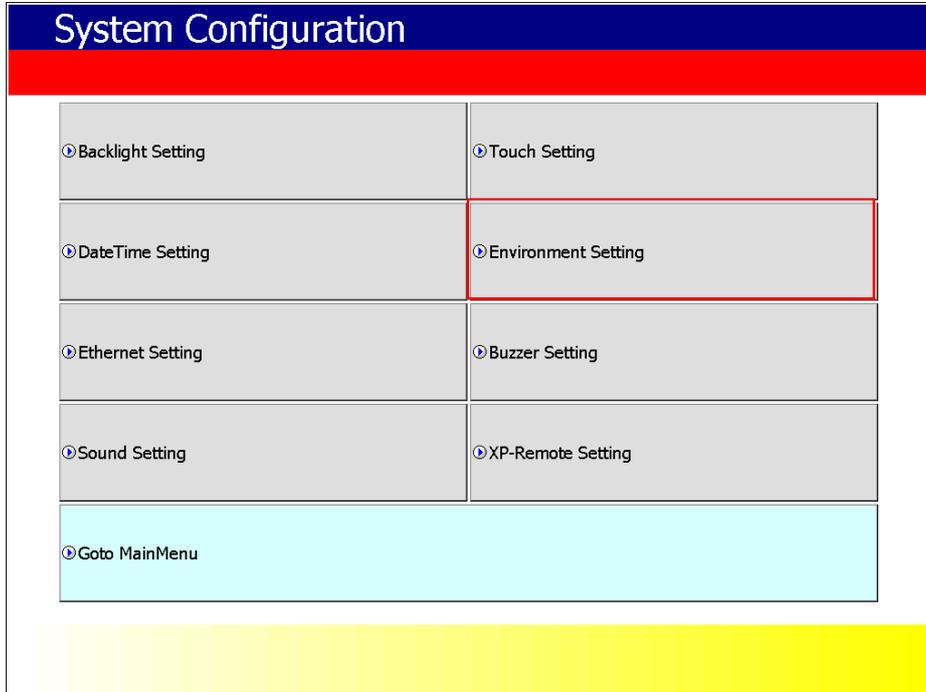 System Configuration
Backlight Setting
Touch Setting
DateTime Setting
Environment Setting
Ethernet Setting
Buzzer Setting
Sound Setting
XP-Remote Setting
Goto MainMenu